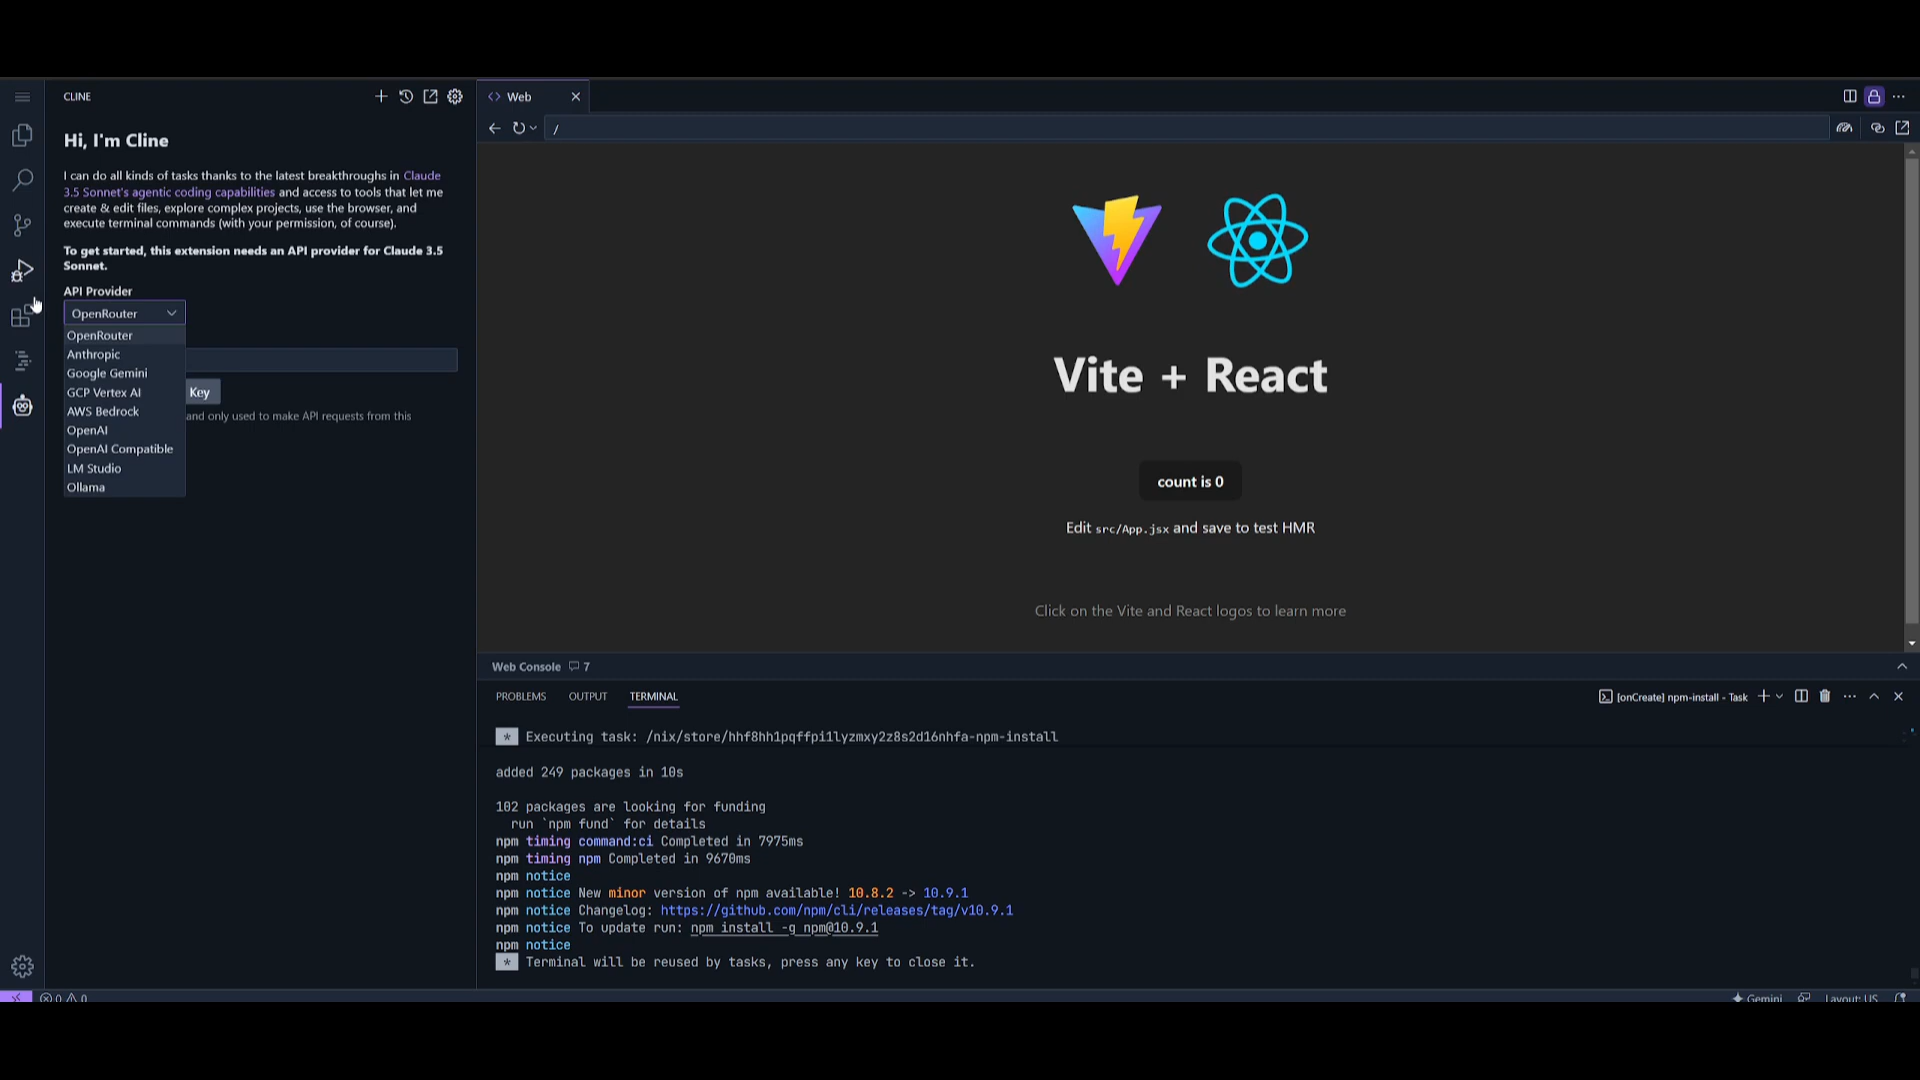 CLINE
Hi, I'm Cline
I can do all kinds of tasks thanks to the latest breakthroughs in Claude
3.5 Sonnet's agentic coding capabilities and access to tools that let me
create & edit files, explore complex projects, use the browser, and
execute terminal commands (with your permission, of course).
To get started, this extension needs an API provider for Claude 3.5
Sonnet.
API Provider
OpenRouter
OpenRouter
Anthropic
Google Gemini
GCP Vertex AI
Key
AWS Bedrock
and only used to make API requests from this
OpenAI
OpenAI Compatible
LM Studio
Ollama
Web
/
Vite + React
count is 0
Edit src/App.jsx and save to test HMR
Click on the Vite and React logos to learn more
Web Console 7
PROBLEMS OUTPUT TERMINAL
[onCreate] npm-install - Task
* Executing task: /nix/store/hhf8hh1pqffpi1lyzmxy2z8s2d16nhfa-npm-install
added 249 packages in 10s
102 packages are looking for funding
run `npm fund` for details
npm timing command:ci Completed in 7975ms
npm timing npm Completed in 9670ms
npm notice
npm notice New minor version of npm available! 10.8.2 -> 10.9.1
npm notice Changelog: https://github.com/npm/cli/releases/tag/v10.9.1
npm notice To update run: npm install -g npm@10.9.1
npm notice
* Terminal will be reused by tasks, press any key to close it.
0 0
Gemini
Layout: US